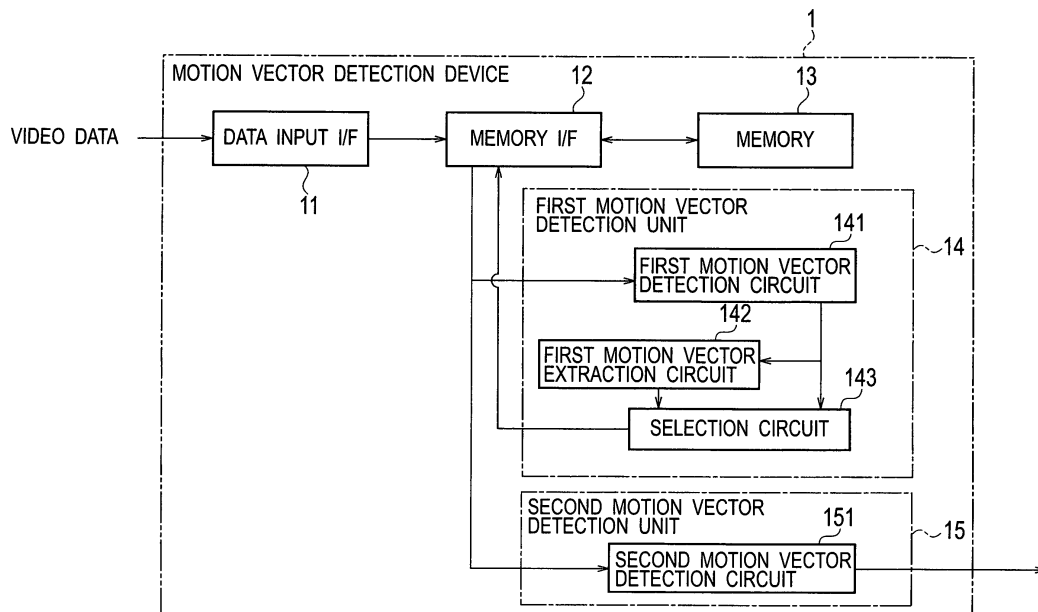 1
MOTION VECTOR DETECTION DEVICE
12
13
VIDEO DATA
DATA INPUT I/F
MEMORY I/F
MEMORY
11
FIRST MOTION VECTOR
DETECTION UNIT
141
14
FIRST MOTION VECTOR
DETECTION CIRCUIT
142
FIRST MOTION VECTOR
EXTRACTION CIRCUIT
143
SELECTION CIRCUIT
SECOND MOTION VECTOR
DETECTION UNIT
151
15
SECOND MOTION VECTOR
DETECTION CIRCUIT